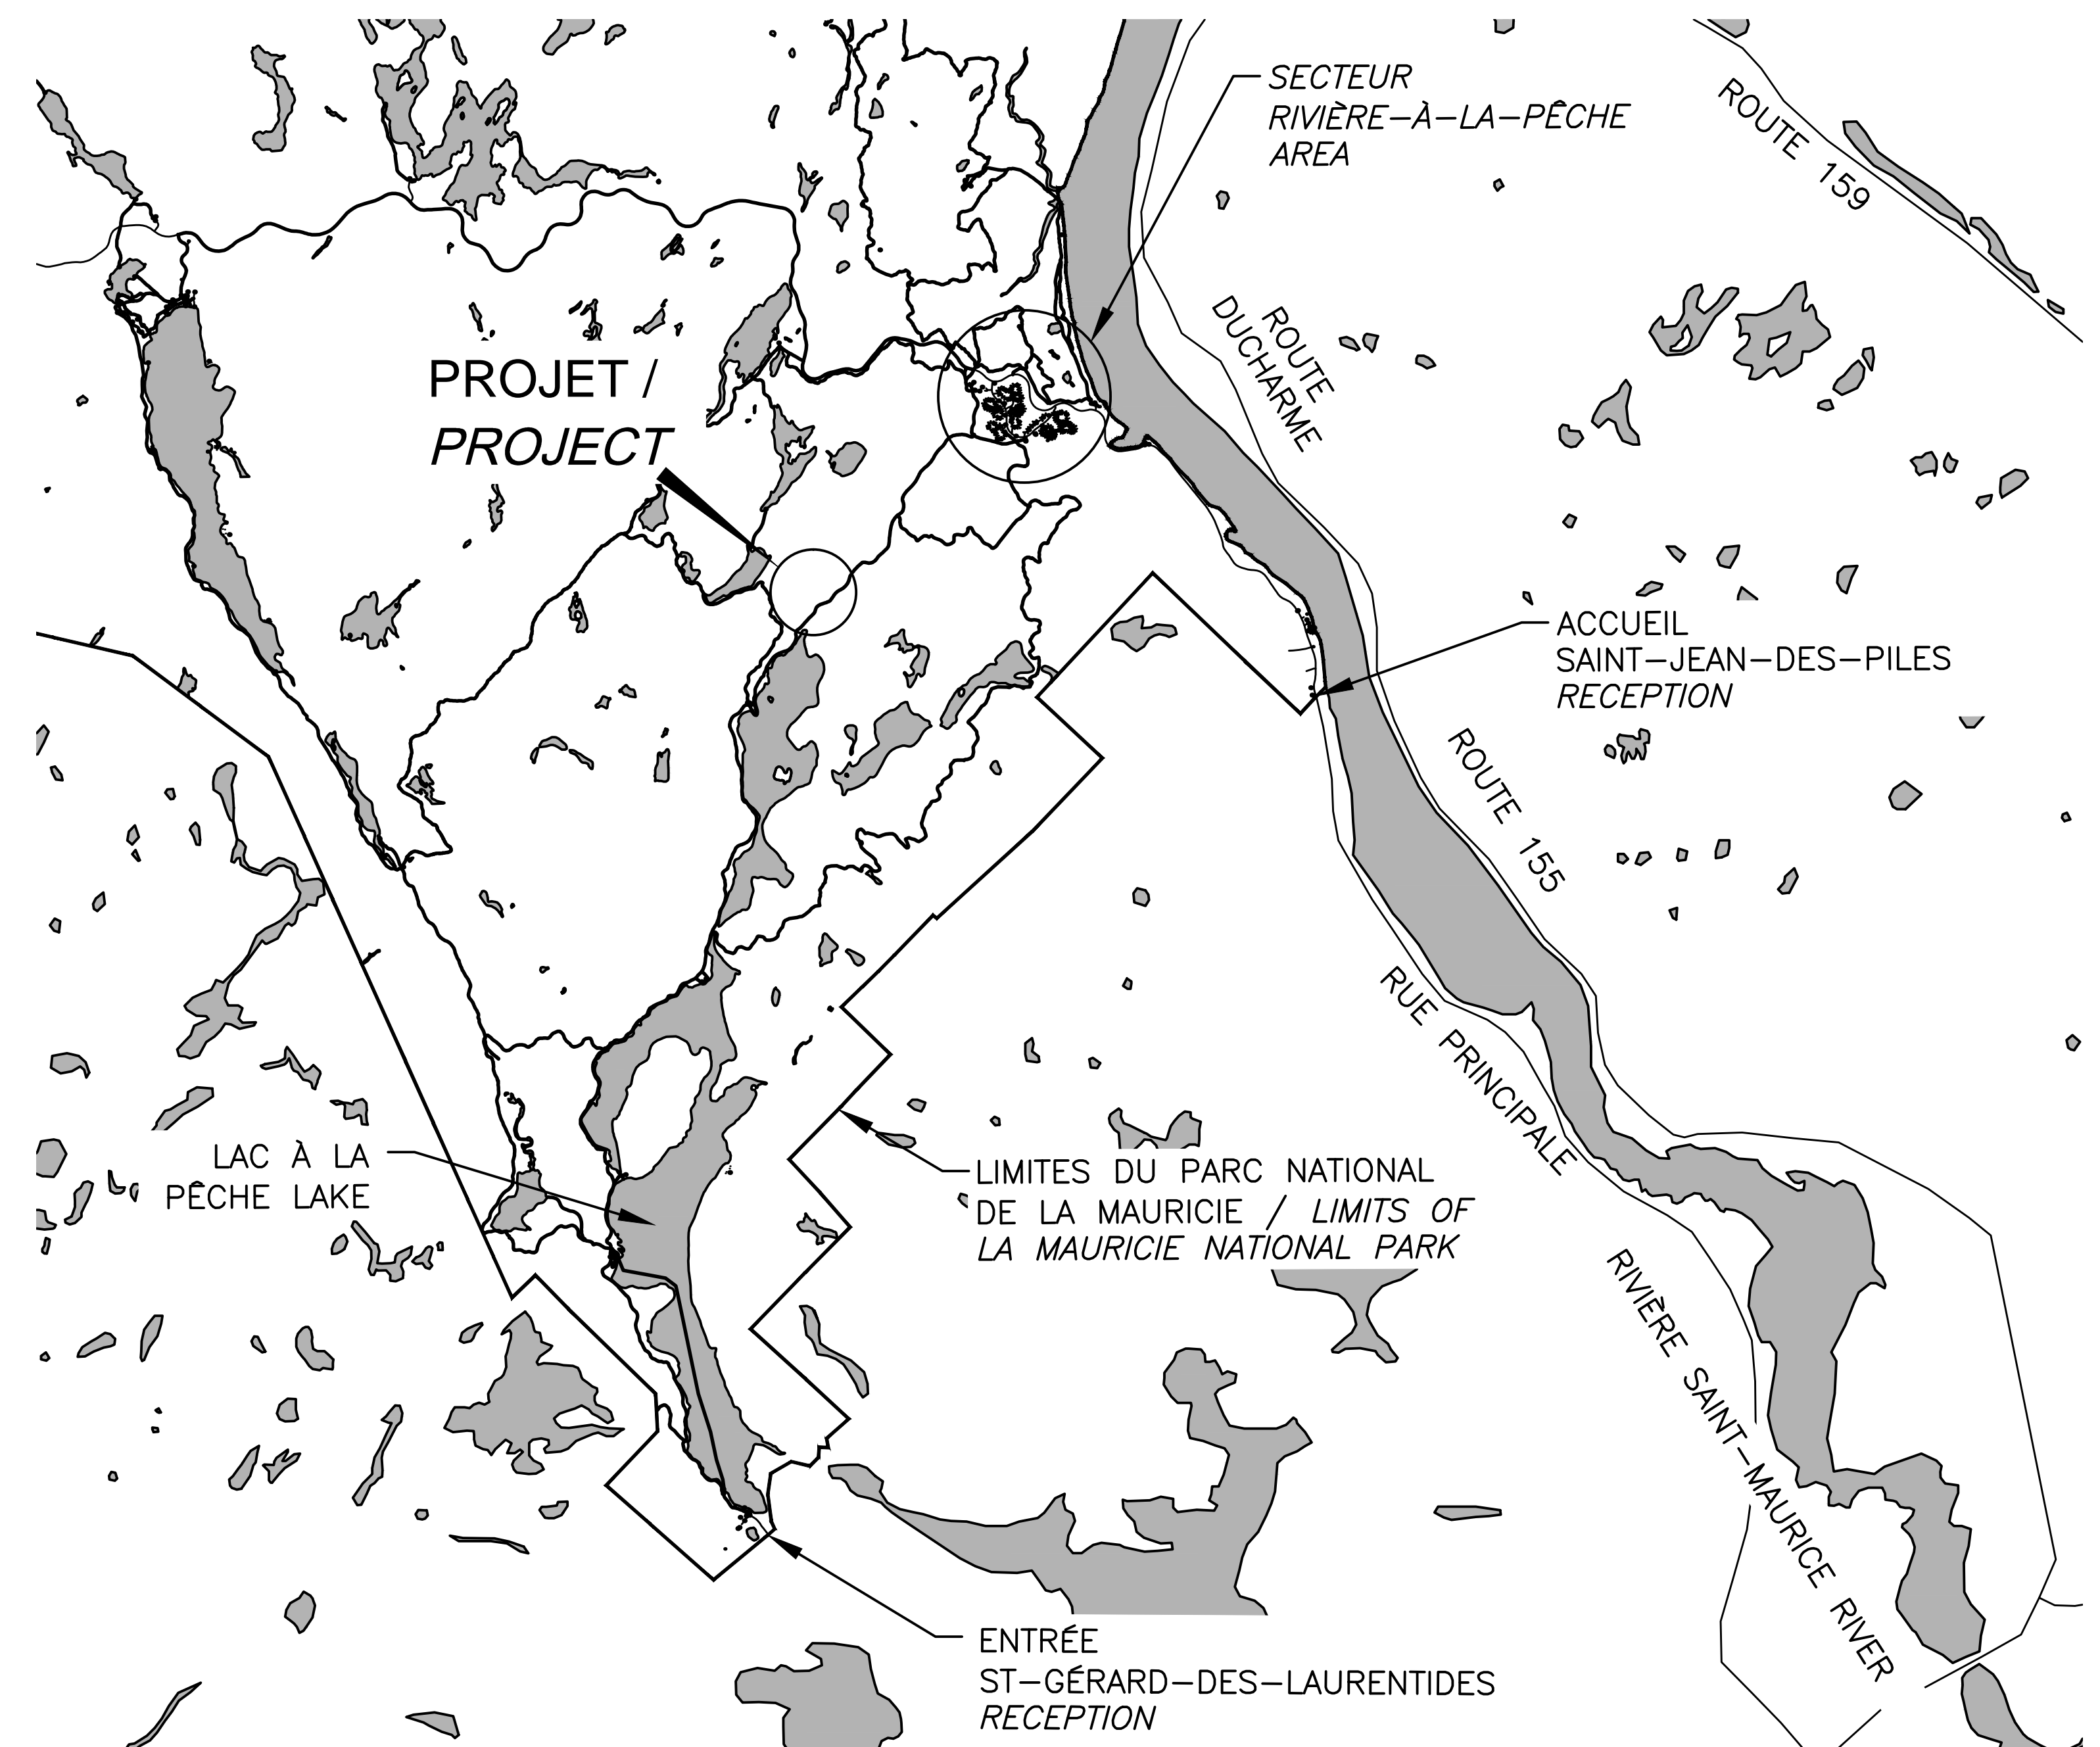 SECTEUR
RIVIÈRE-À-LA-PÊCHE
AREA
ROUTE 159
ROUTE
DUCHARME
PROJET /
PROJECT
ACCUEIL
SAINT-JEAN-DES-PILES
RECEPTION
ROUTE 155
RUE PRINCIPALE
LAC À LA
PÊCHE LAKE
LIMITES DU PARC NATIONAL
DE LA MAURICIE / LIMITS OF
LA MAURICIE NATIONAL PARK
RIVIÈRE SAINT-MAURICE RIVER
ENTRÉE
ST-GÉRARD-DES-LAURENTIDES
RECEPTION